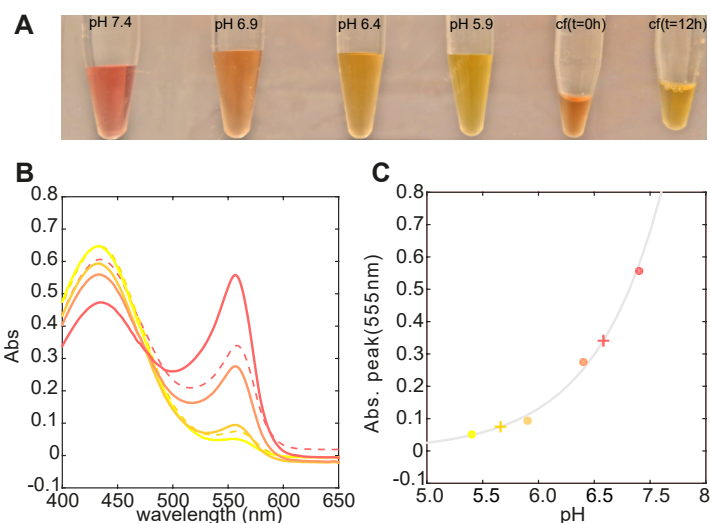 A
pH 7.4
pH 6.9
pH 6.4
pH 5.9
cf(t=0h)
cf(t=12h)
B
0.8
0.7
0.6
0.5
0.4
0.3
0.2
0.1
0
-0.1
Abs
400
450
500
550
600
650
wavelength (nm)
C
0.8
0.7
0.6
0.5
0.4
0.3
0.2
0.1
0
-0.1
Abs. peak(555nm)
5.0
5.5
6.0
6.5
7.5
8
pH